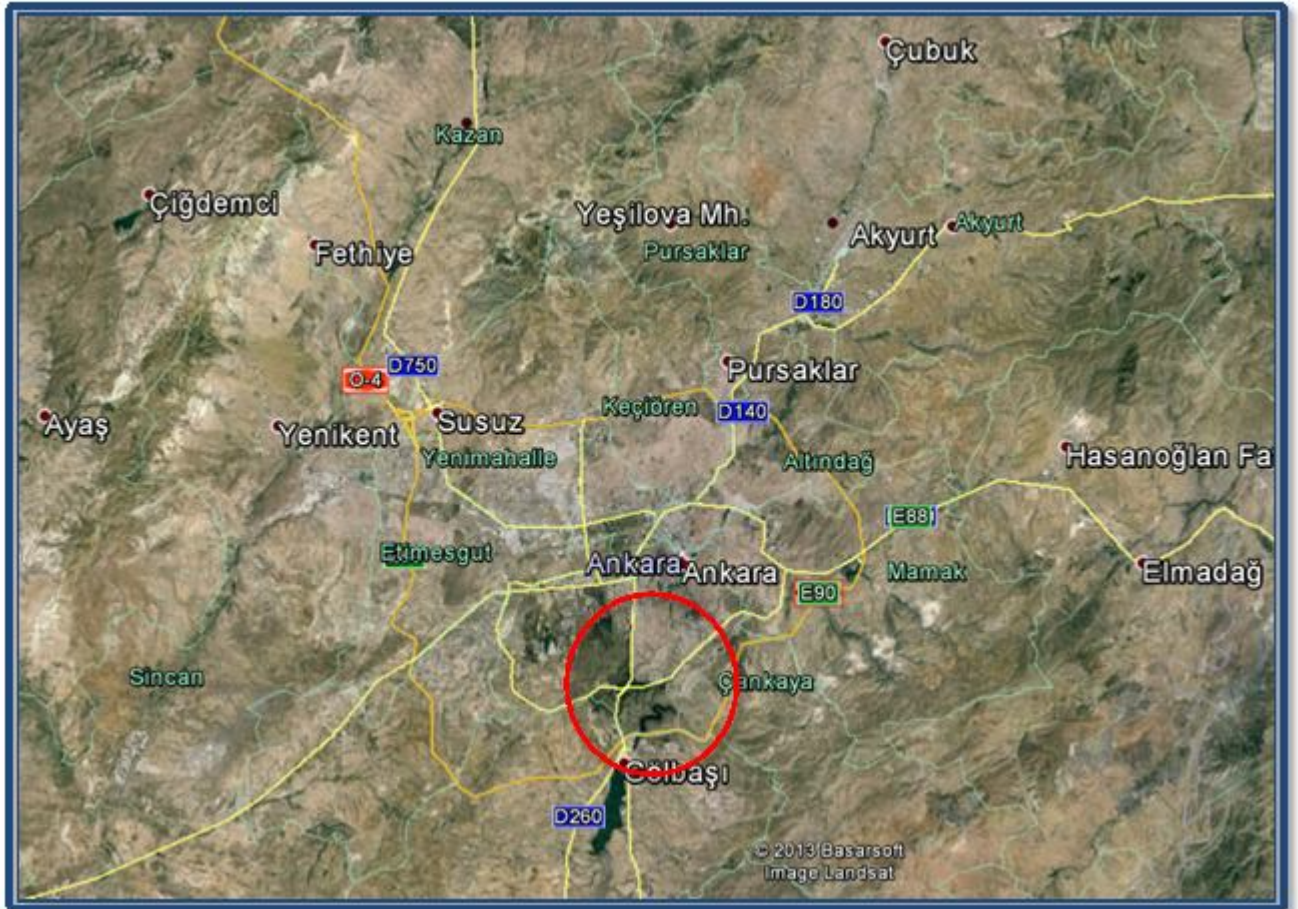 Çubuk
Kazan
Çiğdemci
Yeşilova Mh.
Akyurt
Akyurt
Fethiye
Pursaklar
D180
D750
O-4
Pursaklar
Ayaş
Keçiören
D140
Yenikent
Susuz
Yenimahalle
Altındağ
Hasanoğlan Fa
E88
Etimesgut
Ankara
Ankara
Mamak
Elmadağ
E90
Sincan
Çankaya
Gölbaşı
D260
© 2013 Basarsoft
Image Landsat